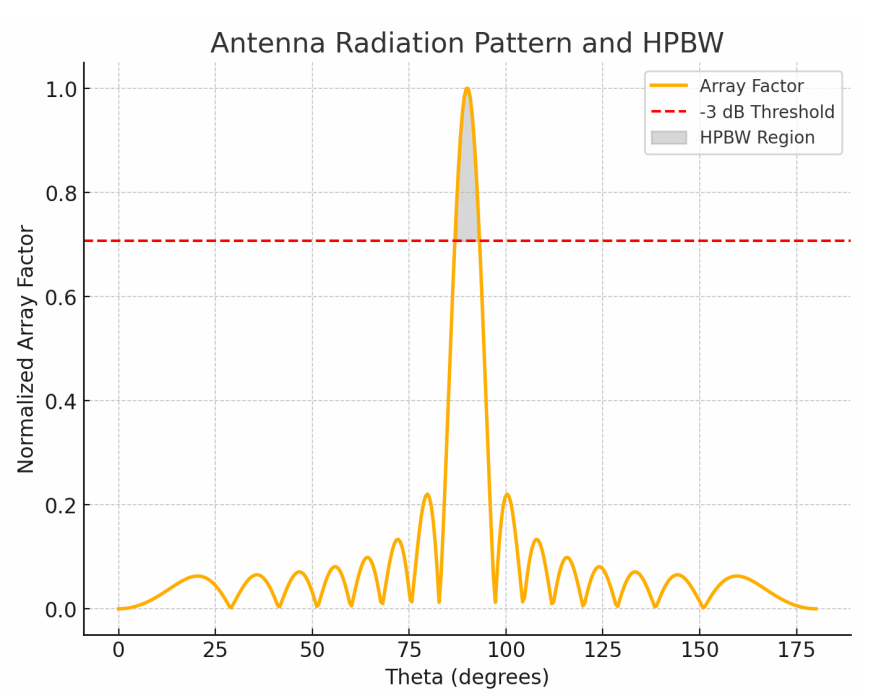 Antenna Radiation Pattern and HPBW
Array Factor
-3 dB Threshold
HPBW Region
Normalized Array Factor
1.0
0.8
0.6
0.4
0.2
0.0
0 25 50 75 100 125 150 175
Theta (degrees)